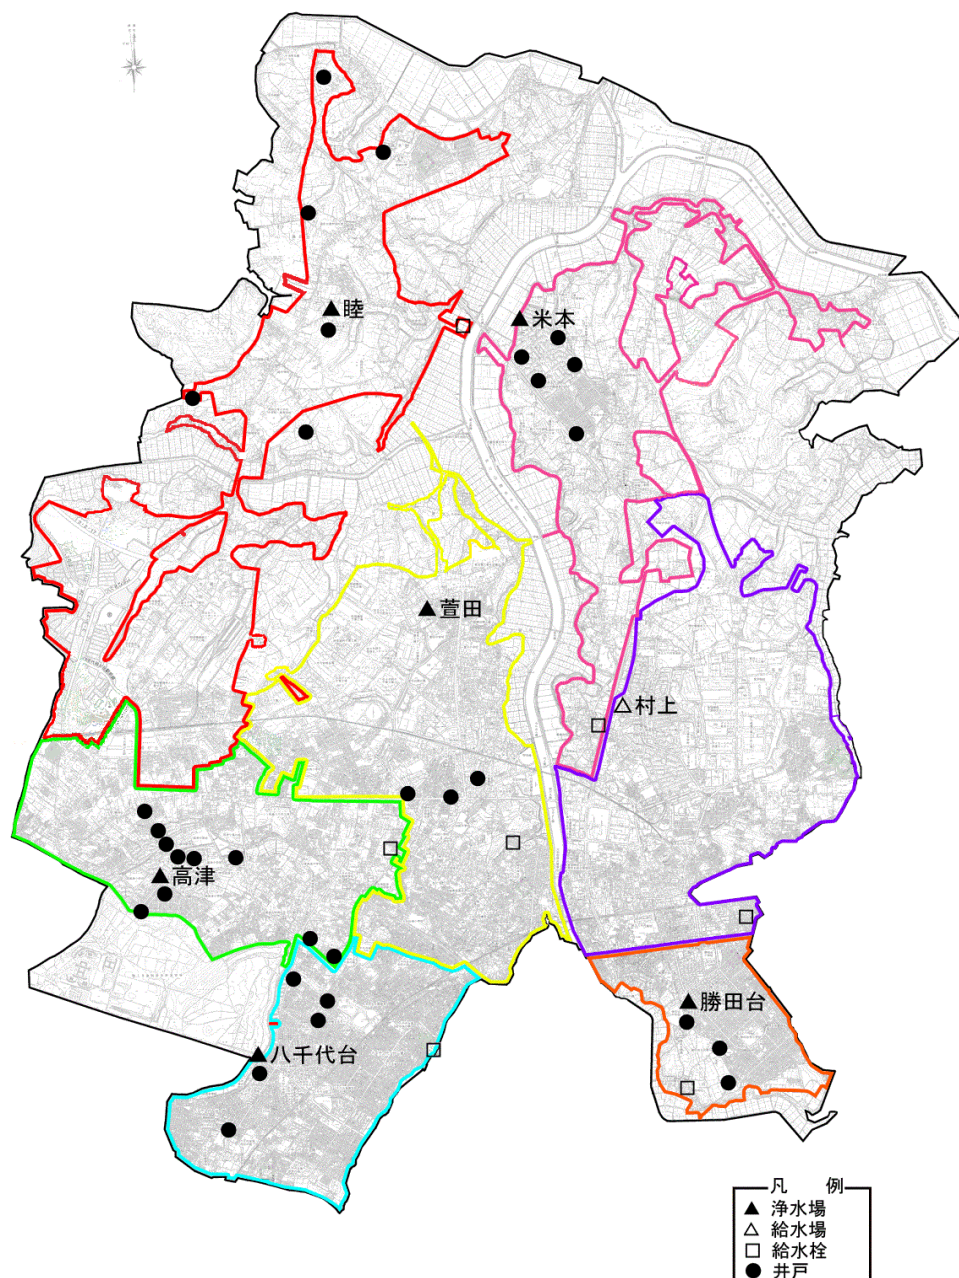 睦
米本
萱田
村上
高津
勝田台
八千代台
凡 例
▲ 浄水場
△ 給水場
□ 給水栓
● 井戸